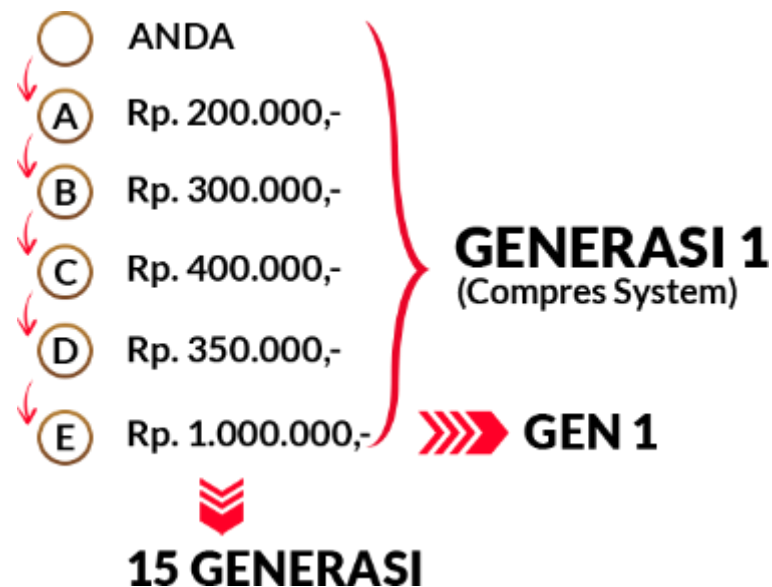 ANDA
A Rp. 200.000,-
B Rp. 300.000,-
C Rp. 400.000,-
D Rp. 350.000,-
E Rp. 1.000.000,-
GENERASI 1
(Compres System)
GEN 1
15 GENERASI